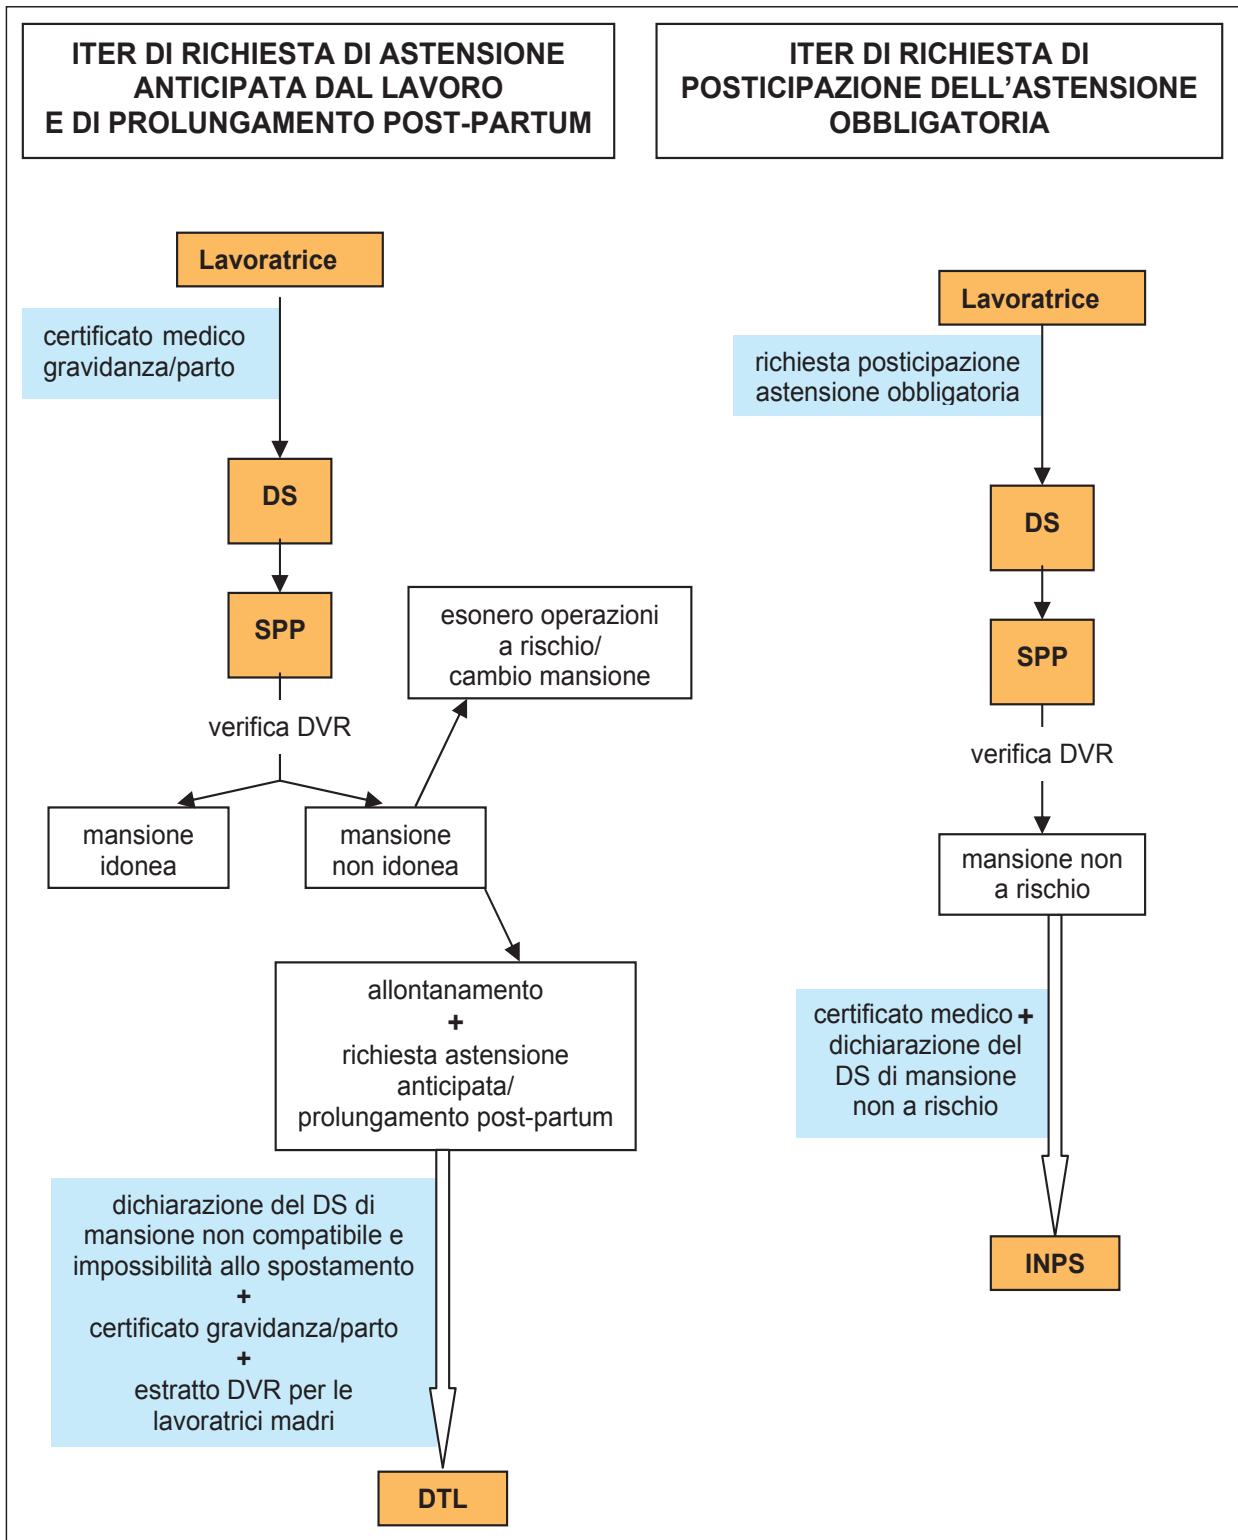 ITER DI RICHIESTA DI ASTENSIONE
ANTICIPATA DAL LAVORO
E DI PROLUNGAMENTO POST-PARTUM
Lavoratrice
certificato medico
gravidanza/parto
DS
SPP
verifica DVR
esonero operazioni
a rischio/
cambio mansione
mansione
idonea
mansione
non idonea
allontanamento
+
richiesta astensione
anticipata/
prolungamento post-partum
dichiarazione del DS di
mansione non compatibile e
impossibilità allo spostamento
+
certificato gravidanza/parto
+
estratto DVR per le
lavoratrici madri
DTL
ITER DI RICHIESTA DI
POSTICIPAZIONE DELL’ASTENSIONE
OBBLIGATORIA
Lavoratrice
richiesta posticipazione
astensione obbligatoria
DS
SPP
verifica DVR
mansione non
a rischio
certificato medico +
dichiarazione del
DS di mansione
non a rischio
INPS